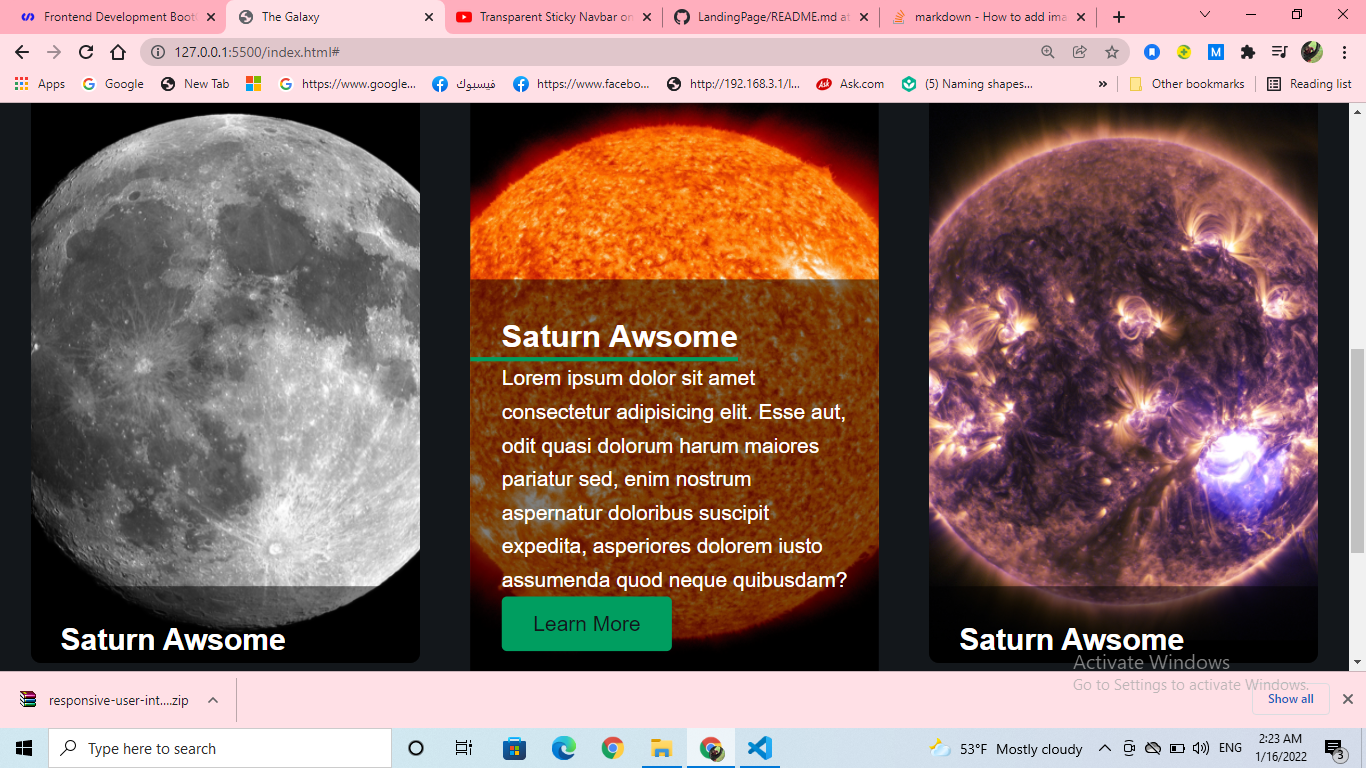 Frontend Development Boot
The Galaxy
Transparent Sticky Navbar on
LandingPage/README.md at
markdown - How to add ima
127.0.0.1:5500/index.html#
Apps
Google
New Tab
https://www.google...
فيسبوك
https://www.facebo...
http://192.168.3.1/l...
Ask
Ask.com
(5) Naming shapes...
»
Other bookmarks
Reading list
Saturn Awsome
Lorem ipsum dolor sit amet
consectetur adipisicing elit. Esse aut,
odit quasi dolorum harum maiores
pariatur sed, enim nostrum
aspernatur doloribus suscipit
expedita, asperiores dolorem iusto
assumenda quod neque quibusdam?
Learn More
Saturn Awsome
Saturn Awsome
Activate Windows
Go to Settings to activate Windows.
responsive-user-int....zip
Show all
Type here to search
53°F Mostly cloudy
ENG
2:23 AM
1/16/2022
3